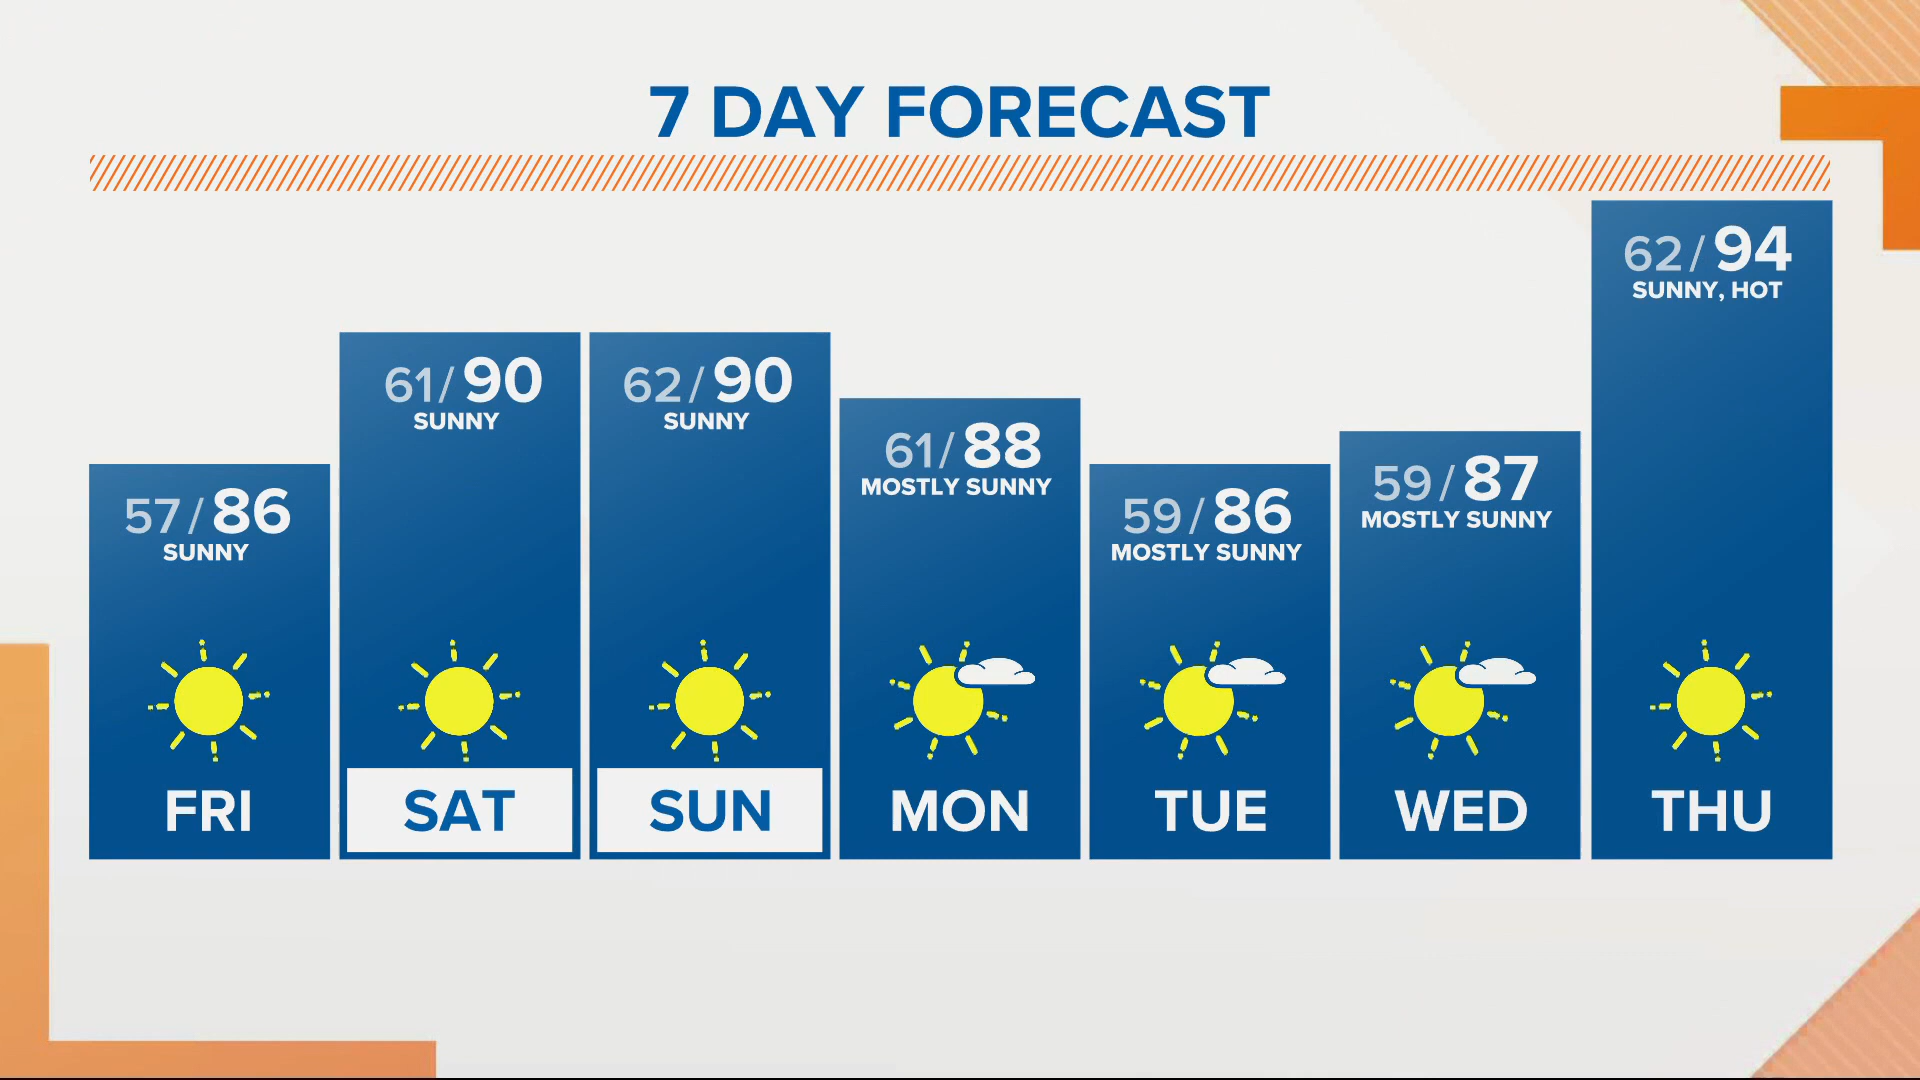 7 DAY FORECAST
57/86
SUNNY
FRI
61/90
SUNNY
SAT
62/90
SUNNY
SUN
61/88
MOSTLY SUNNY
MON
59/86
MOSTLY SUNNY
TUE
59/87
MOSTLY SUNNY
WED
62/94
SUNNY, HOT
THU